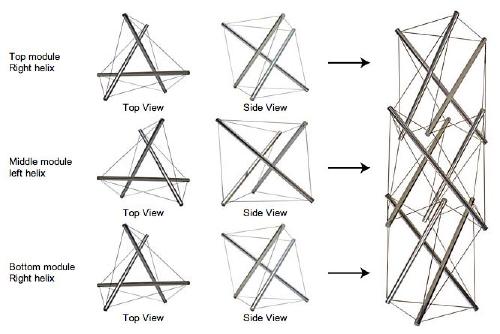 Top module
Right helix
Top View
Side View
Middle module
left helix
Top View
Side View
Bottom module
Right helix
Top View
Side View